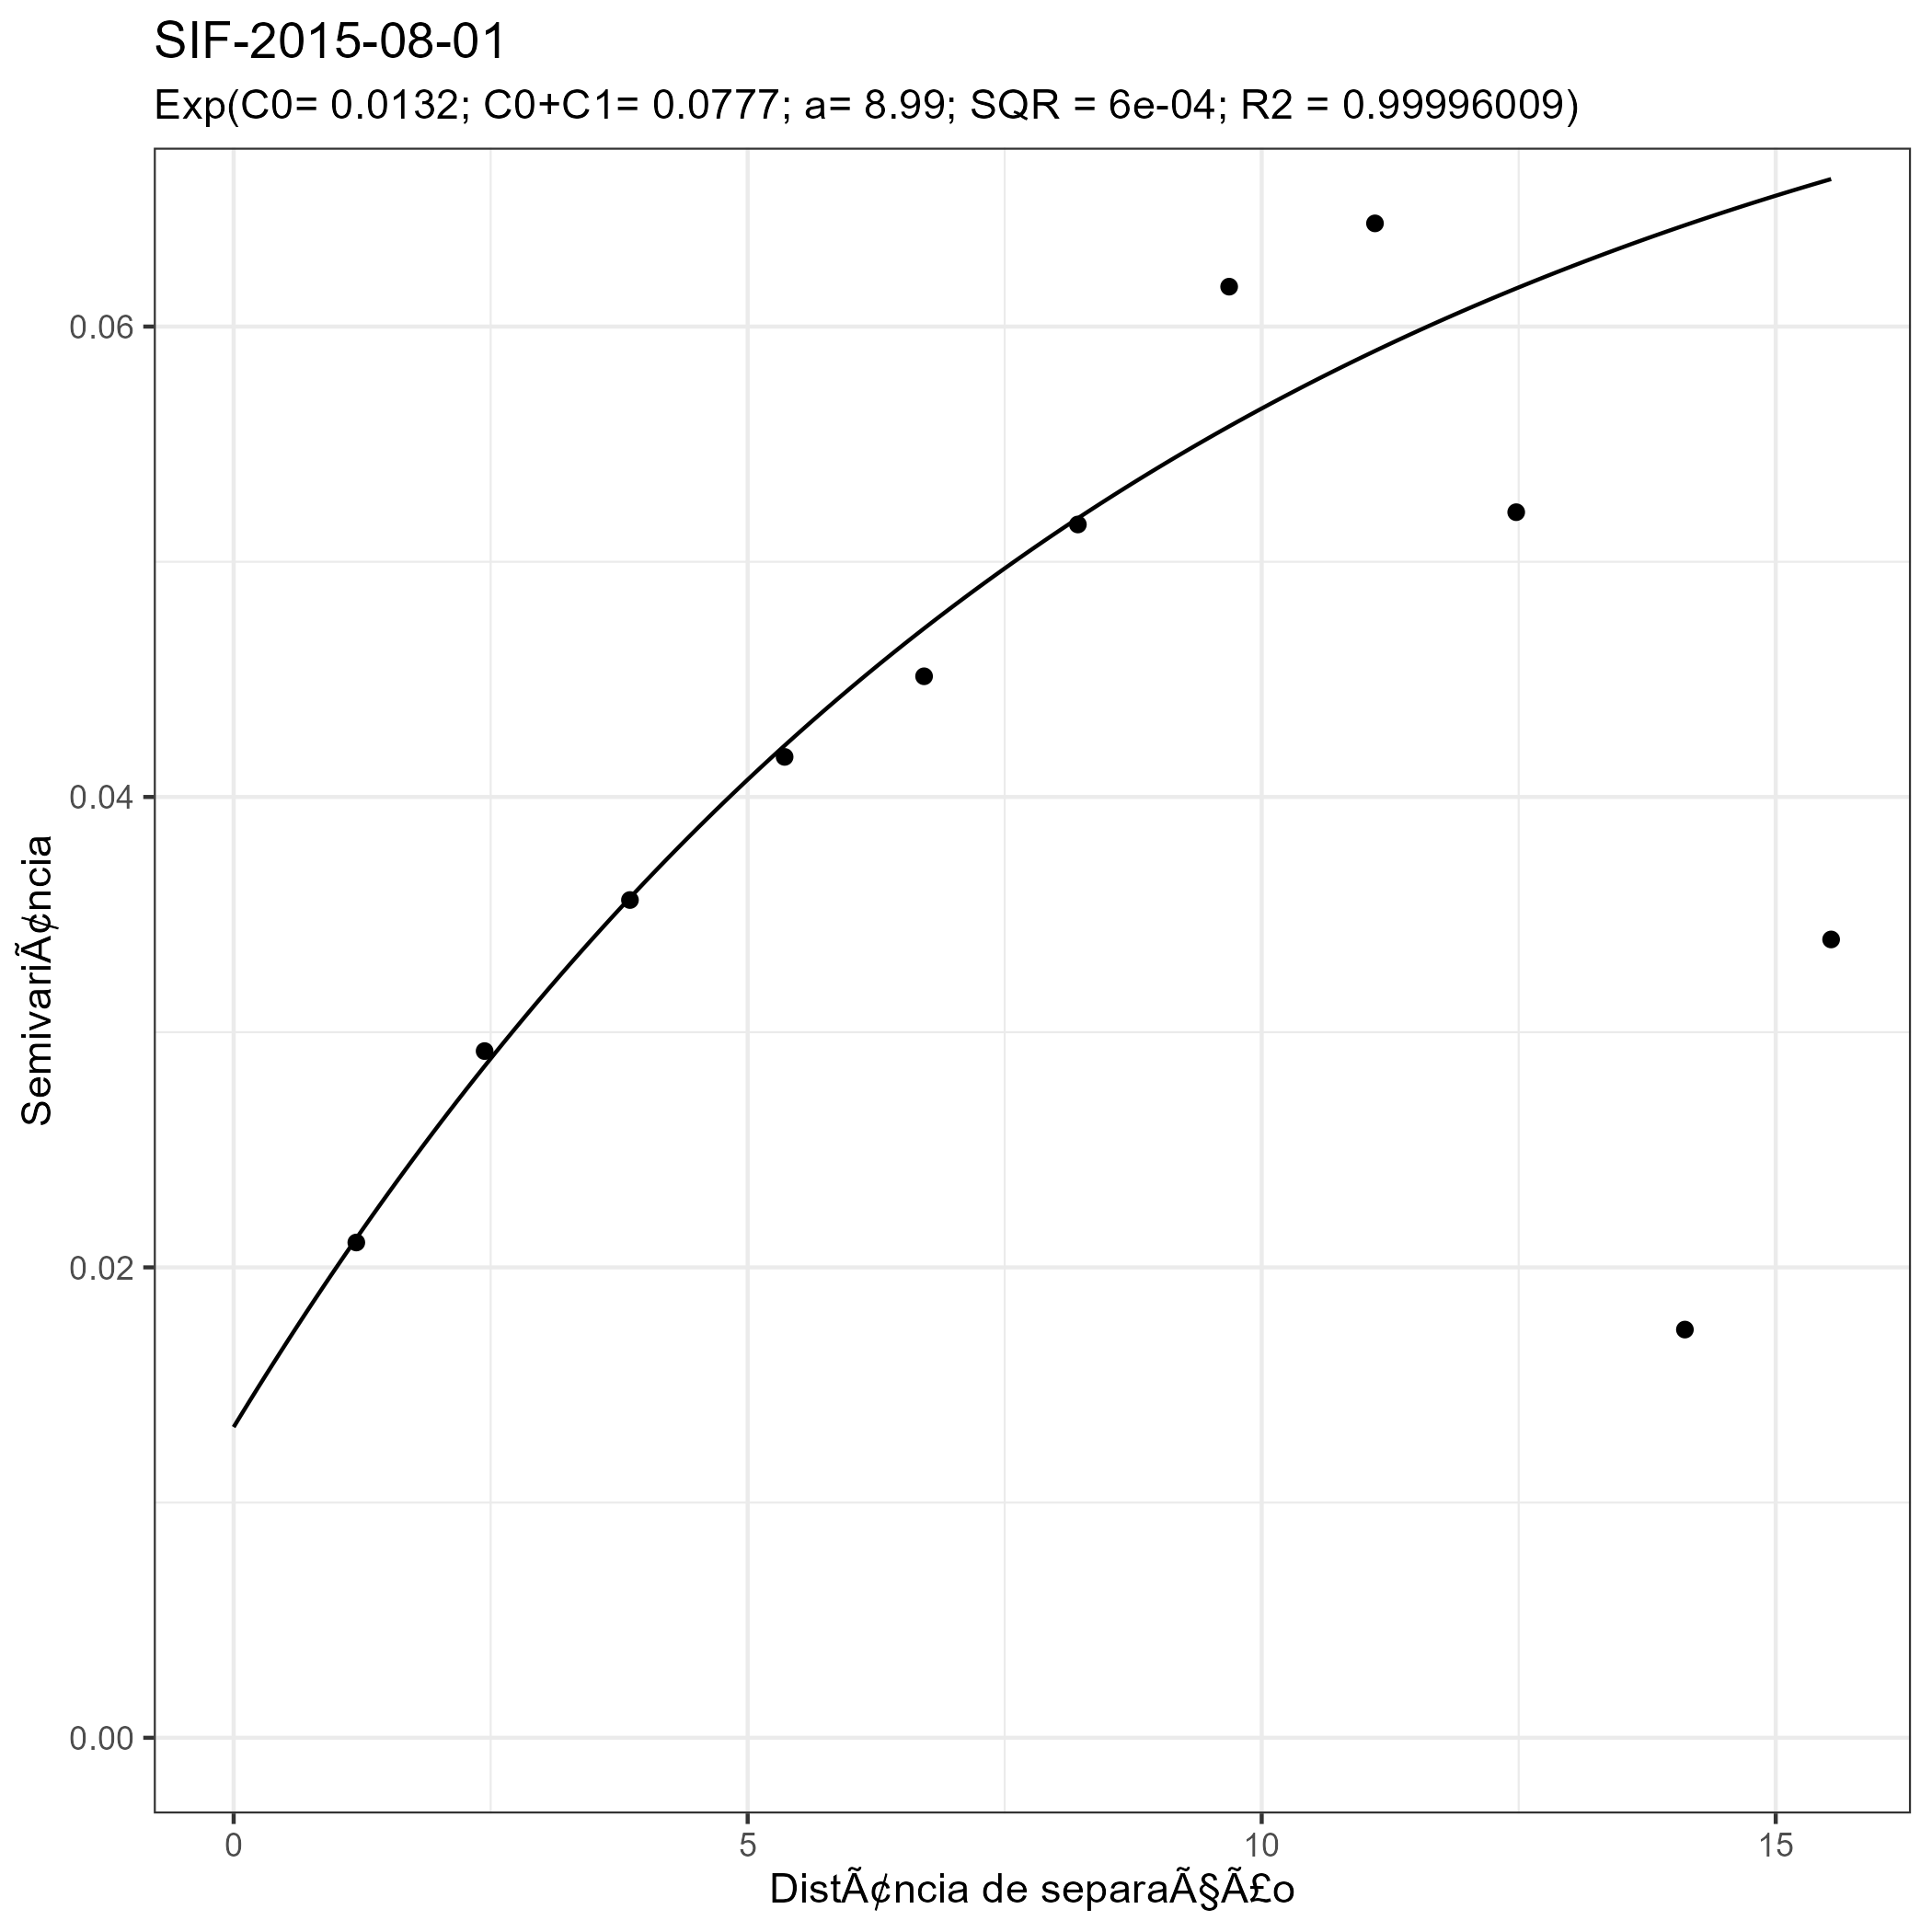 SIF-2015-08-01
Exp(C0= 0.0132; C0+C1= 0.0777; a= 8.99; SQR = 6e-04; R2 = 0.99996009)
0.06
0.04
0.02
0.00
SemivariÃ¢ncia
0 5 10 15
DistÃ¢ncia de separaÃ§Ã£o